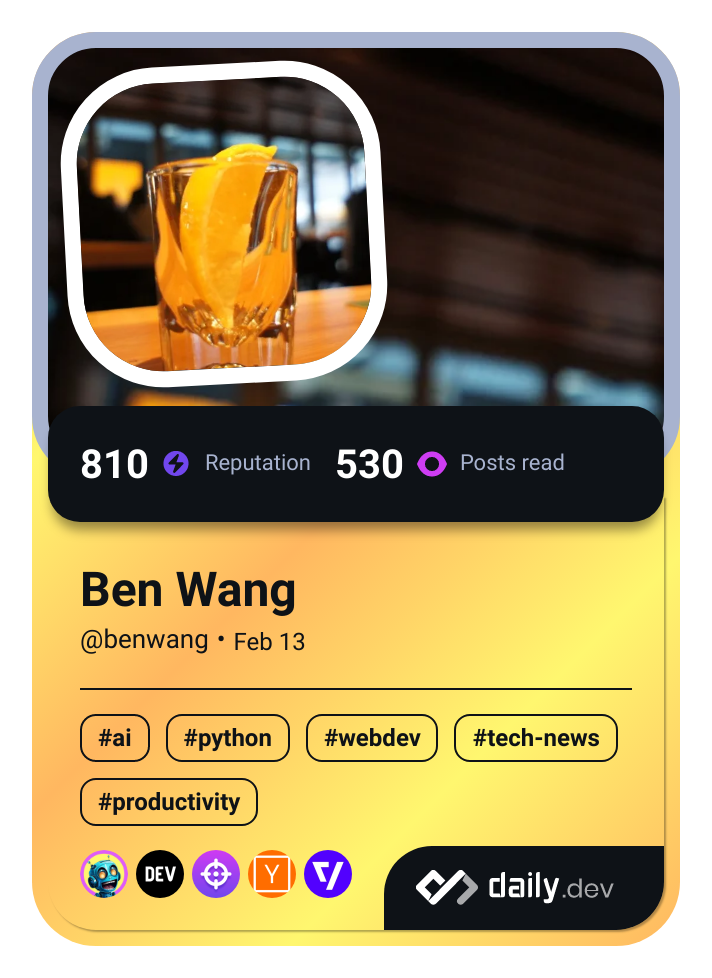 810 Reputation 530 Posts read
Ben Wang
@benwang • Feb 13
#ai #python #webdev #tech-news
#productivity
DEV Y daily.dev